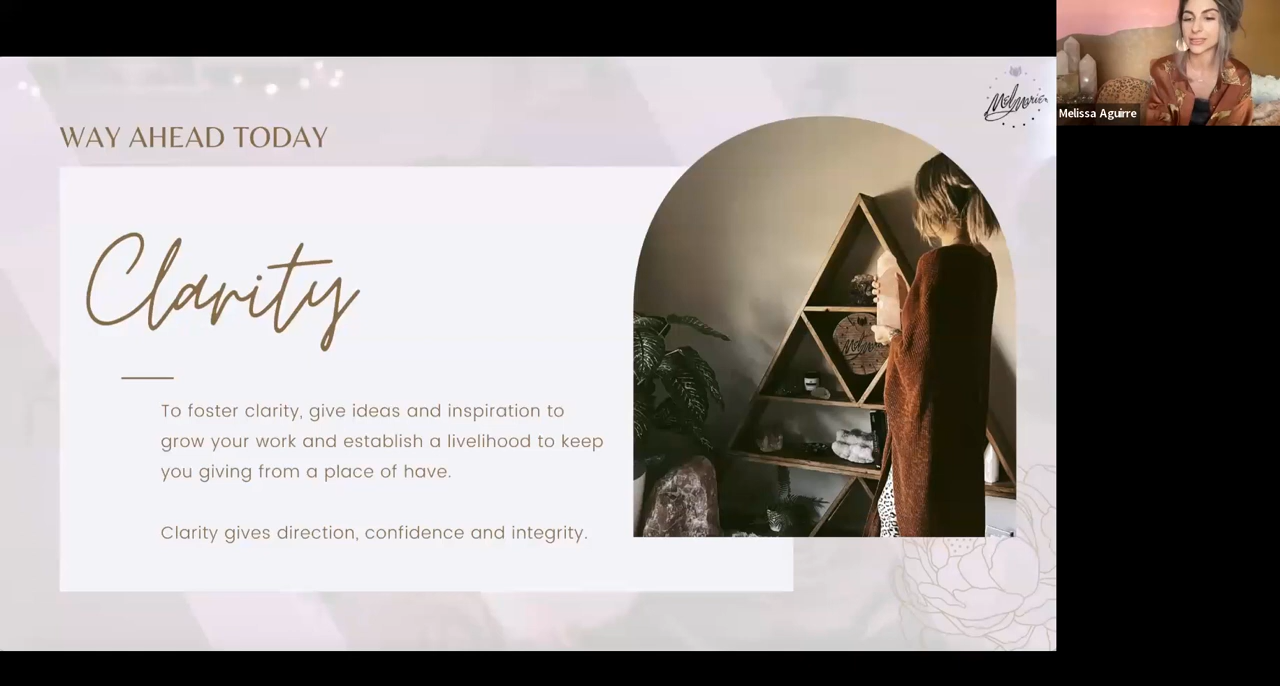 WAY AHEAD TODAY
Clarity
To foster clarity, give ideas and inspiration to
grow your work and establish a livelihood to keep
you giving from a place of have.
Clarity gives direction, confidence and integrity.
Melissa Aguirre